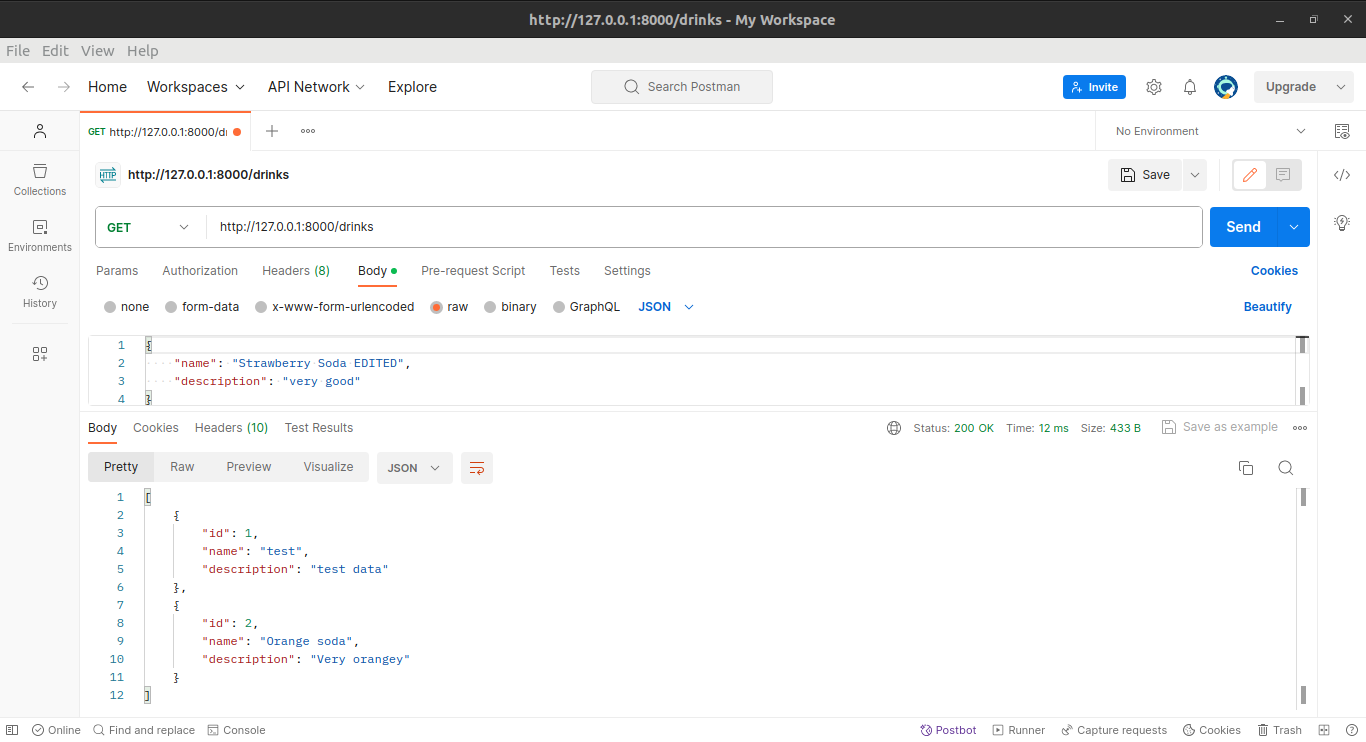 http://127.0.0.1:8000/drinks - My Workspace
File Edit View Help
Home Workspaces API Network Explore Search Postman Invite Upgrade
GET http://127.0.0.1:8000/di No Environment
HTTP http://127.0.0.1:8000/drinks Save
Collections
GET http://127.0.0.1:8000/drinks Send
Environments
Params Authorization Headers (8) Body Pre-request Script Tests Settings Cookies
History
none form-data x-www-form-urlencoded raw binary GraphQL JSON Beautify
1 {
2 "name": "Strawberry Soda EDITED",
3 "description": "very good"
4 }
Body Cookies Headers (10) Test Results Status: 200 OK Time: 12 ms Size: 433 B Save as example
Pretty Raw Preview Visualize JSON
1 [
2 {
3 "id": 1,
4 "name": "test",
5 "description": "test data"
6 },
7 {
8 "id": 2,
9 "name": "Orange soda",
10 "description": "Very orangey"
11 }
12 ]
Online Find and replace Console Postbot Runner Capture requests Cookies Trash